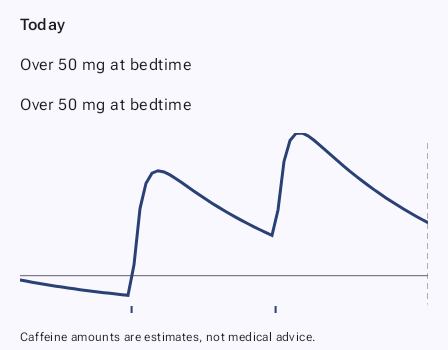 Today
Over 50 mg at bedtime
Over 50 mg at bedtime
Caffeine amounts are estimates, not medical advice.